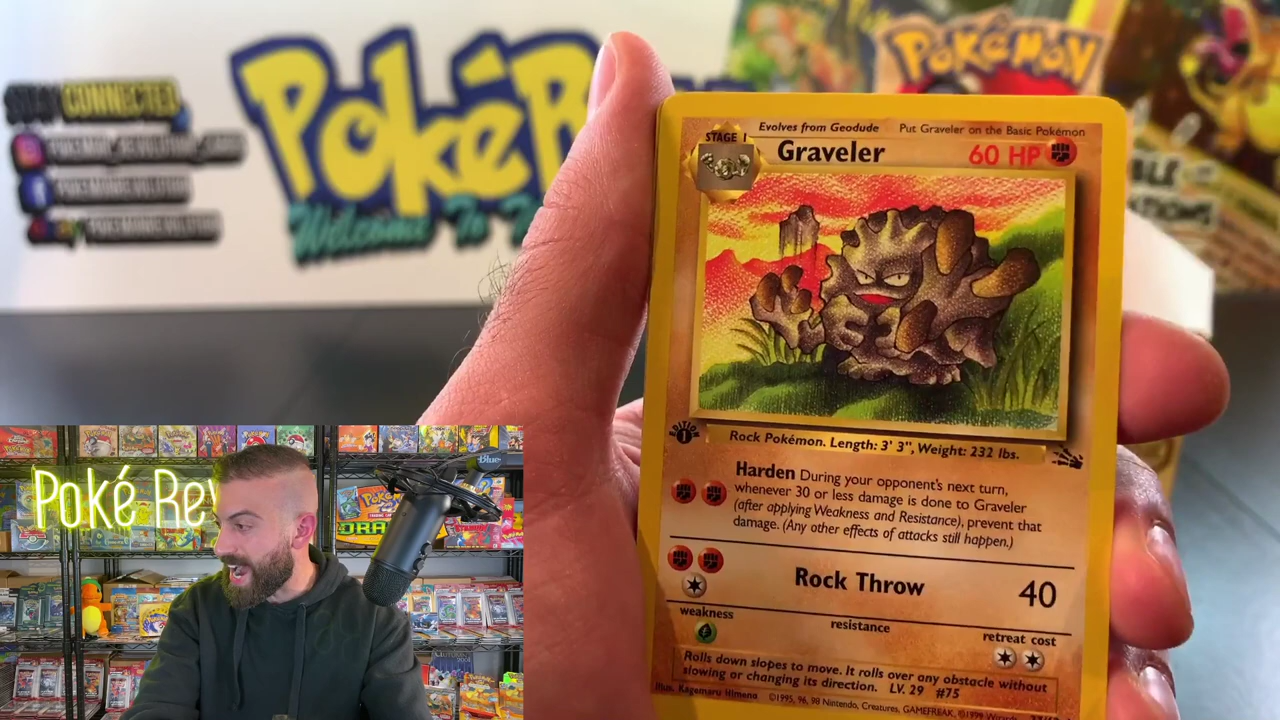 STAY CONNECTED
Poké
Welcome To
POKÉMON
STAGE 1
Evolves from Geodude
Put Graveler on the Basic Pokémon
Graveler
60 HP
EDITION
1
Rock Pokémon. Length: 3' 3", Weight: 232 lbs.
Harden During your opponent's next turn,
whenever 30 or less damage is done to Graveler
(after applying Weakness and Resistance), prevent that
damage. (Any other effects of attacks still happen.)
Rock Throw 40
weakness
resistance
retreat cost
Rolls down slopes to move. It rolls over any obstacle without
slowing or changing its direction. LV. 29 #75
Illus. Kagemaru Himeno
©1995, 96, 98 Nintendo, Creatures, GAMEFREAK. ©1999 Wizards
Poké Rev
Blue